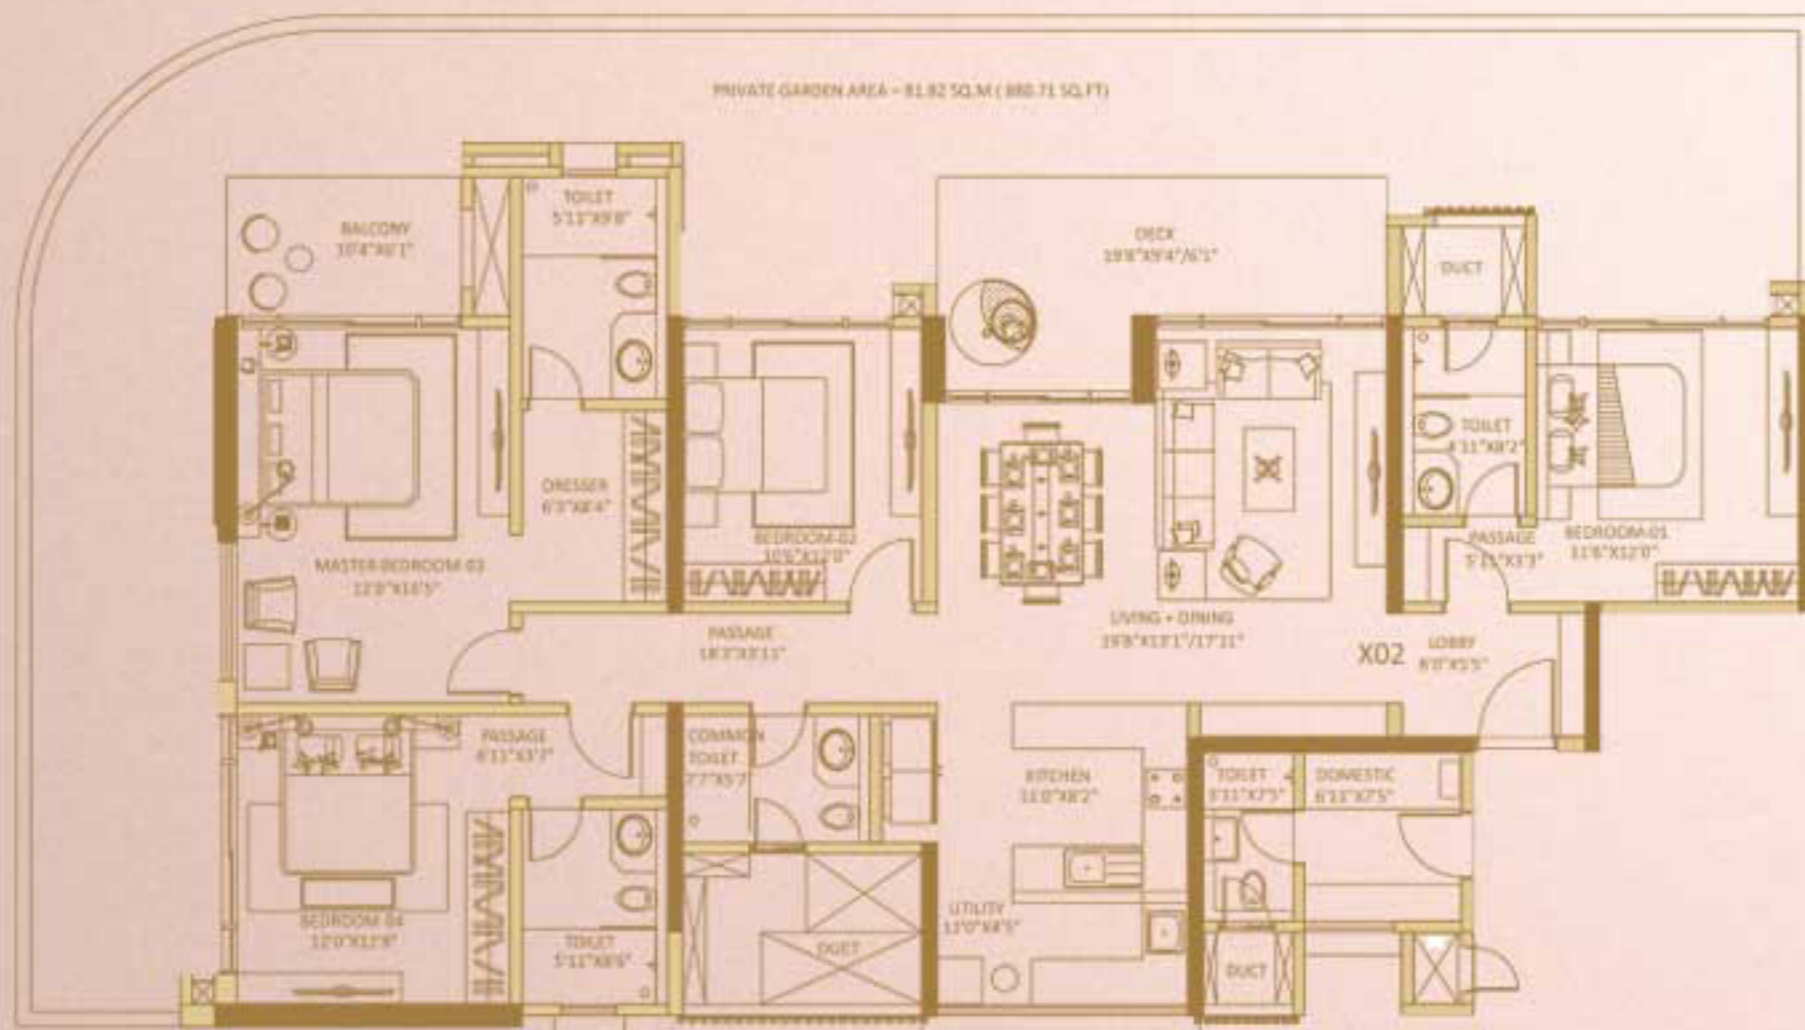 PRIVATE GARDEN AREA – 81.82 SQ.M ( 880.71 SQ.FT)
TOILET
5'11"X9'8"
BALCONY
10'4"X6'1"
DECK
19'8"X9'4"/6'1"
DUCT
TOILET
4'11"X8'2"
DRESSER
6'3"X8'4"
BEDROOM-02
10'6"X12'0"
PASSAGE
5'11"X3'3"
BEDROOM-01
11'6"X12'0"
MASTER BEDROOM-03
12'0"X16'5"
PASSAGE
18'3"X3'11"
LIVING + DINING
19'8"X13'1"/17'11"
X02
LOBBY
8'0"X5'5"
PASSAGE
6'11"X3'7"
COMMON
TOILET
7'7"X5'7"
KITCHEN
11'0"X8'2"
TOILET
3'11"X7'5"
DOMESTIC
6'11"X7'5"
BEDROOM-04
12'0"X12'8"
TOILET
5'11"X8'6"
DUCT
UTILITY
11'0"X4'5"
DUCT